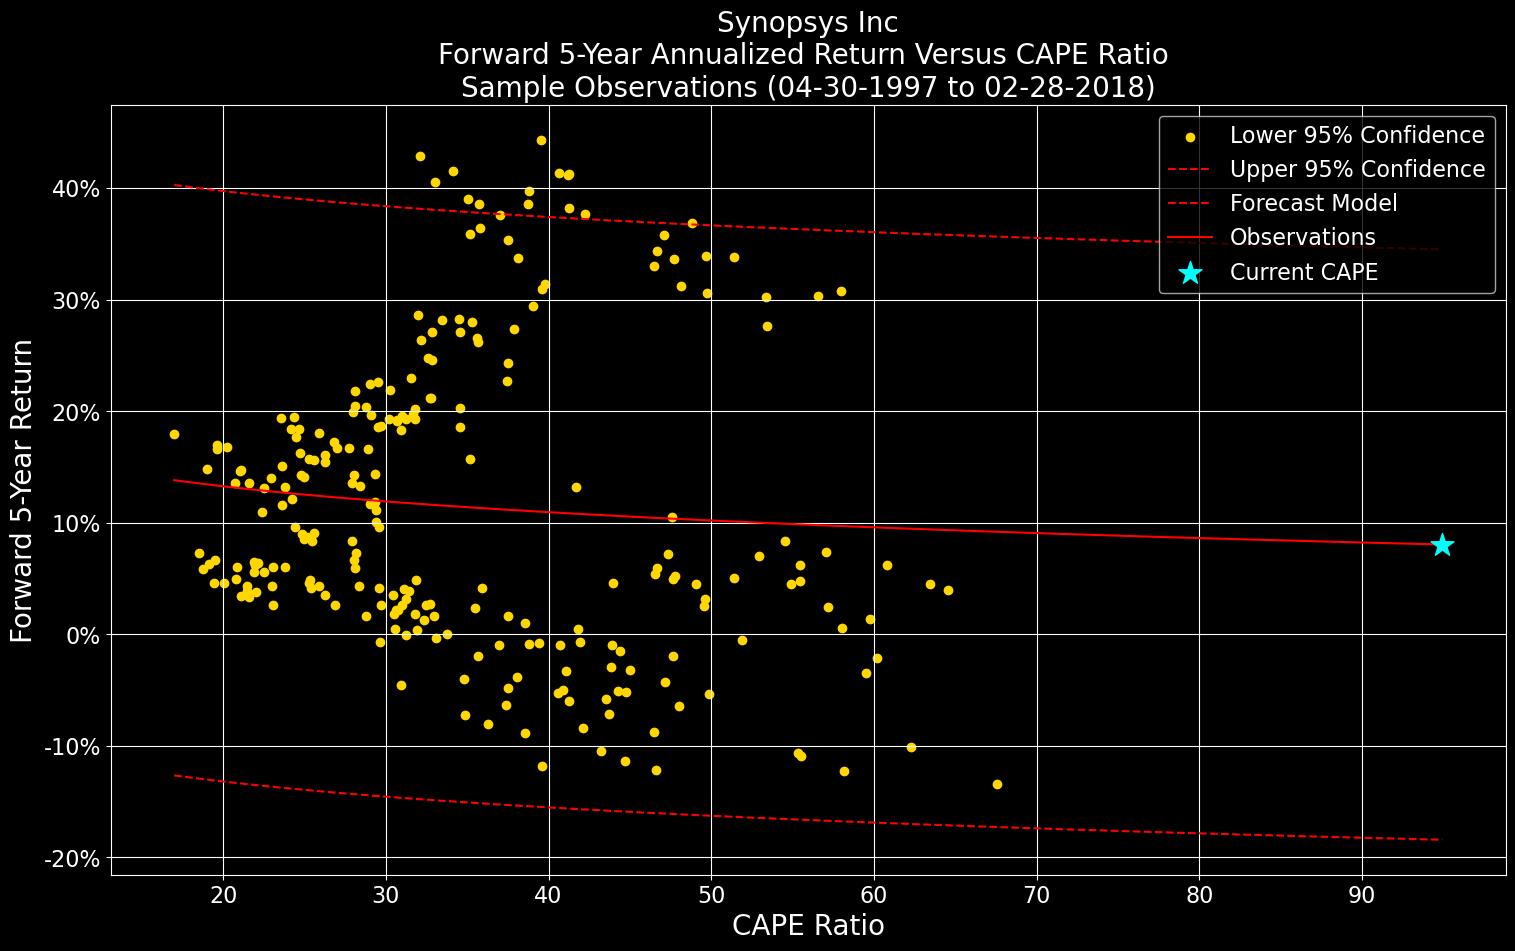 Synopsys Inc
Forward 5-Year Annualized Return Versus CAPE Ratio
Sample Observations (04-30-1997 to 02-28-2018)
Lower 95% Confidence
Upper 95% Confidence
Forecast Model
Observations
Current CAPE
Forward 5-Year Return
40%
30%
20%
10%
0%
-10%
-20%
20 30 40 50 60 70 80 90
CAPE Ratio